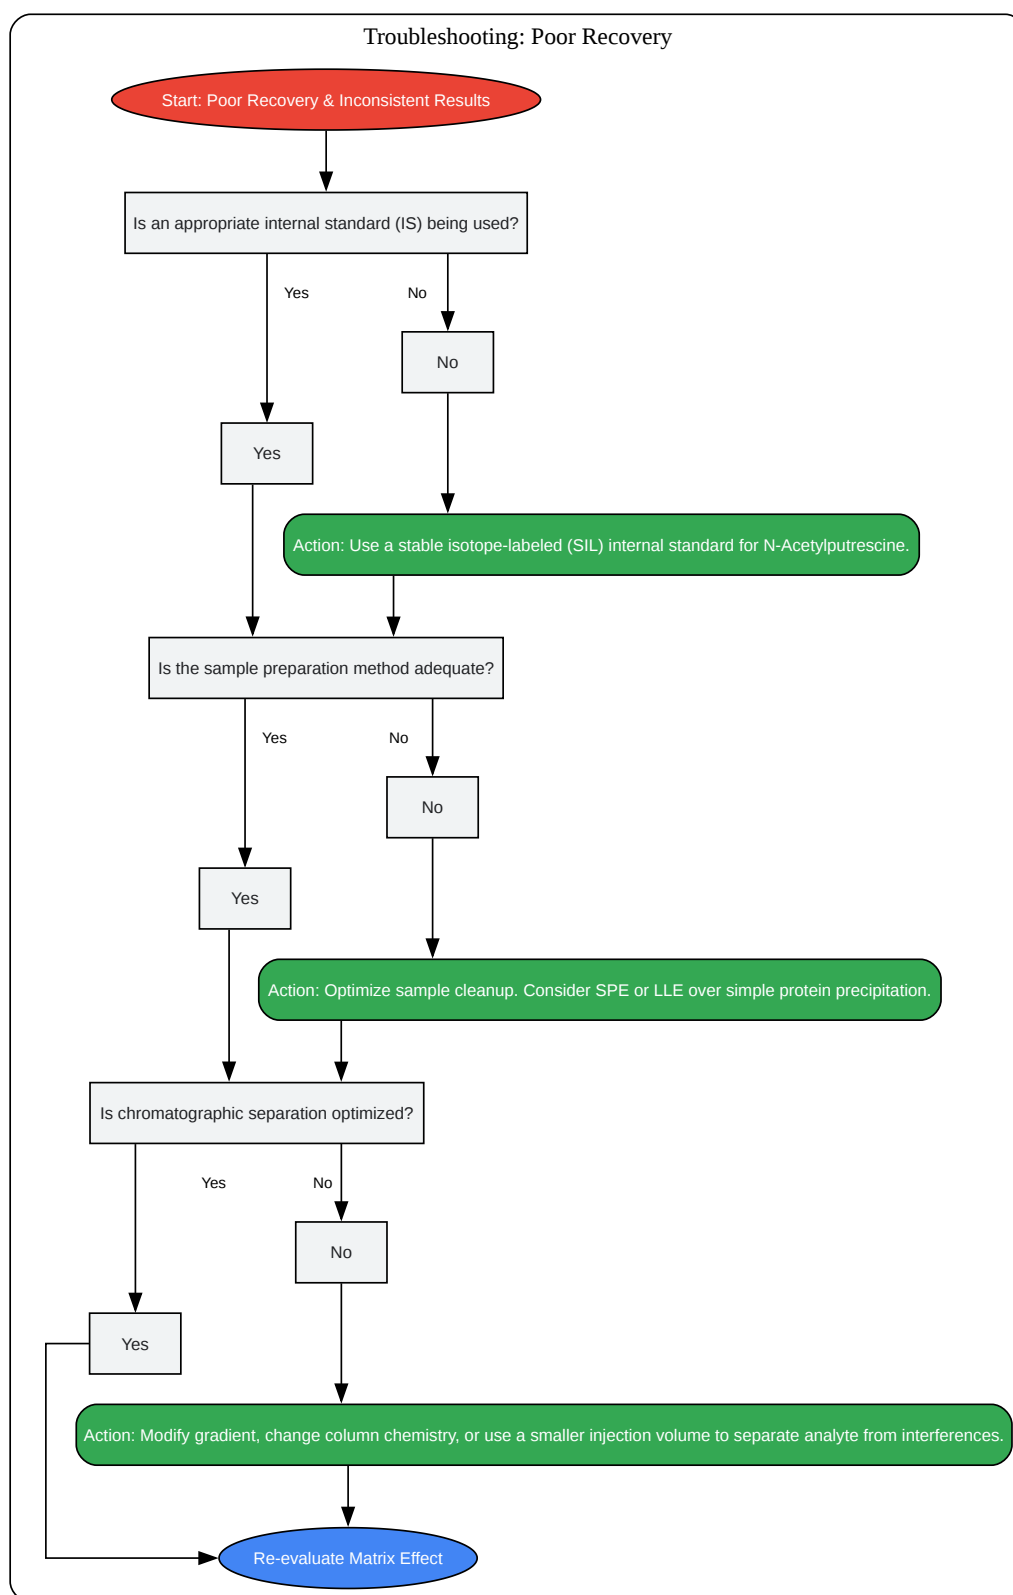 Troubleshooting: Poor Recovery
Start: Poor Recovery & Inconsistent Results
Is an appropriate internal standard (IS) being used?
Yes
No
No
Yes
Action: Use a stable isotope-labeled (SIL) internal standard for N-Acetylputrescine.
Is the sample preparation method adequate?
Yes
No
No
Yes
Action: Optimize sample cleanup. Consider SPE or LLE over simple protein precipitation.
Is chromatographic separation optimized?
Yes
No
No
Yes
Action: Modify gradient, change column chemistry, or use a smaller injection volume to separate analyte from interferences.
Re-evaluate Matrix Effect